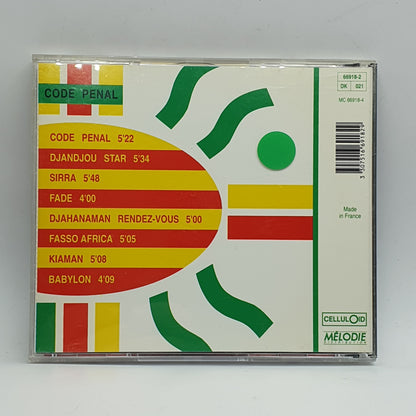 CODE PENAL
CODE PENAL 5'22
DJANDJOU STAR 5'34
SIRRA 5'48
FADE 4'00
DJAHANAMAN RENDEZ-VOUS 5'00
FASSO AFRICA 5'05
KIAMAN 5'08
BABYLON 4'09
66918-2
DK 021
MC 66918-4
Made
in France
CELLULOID
MÉLODIE